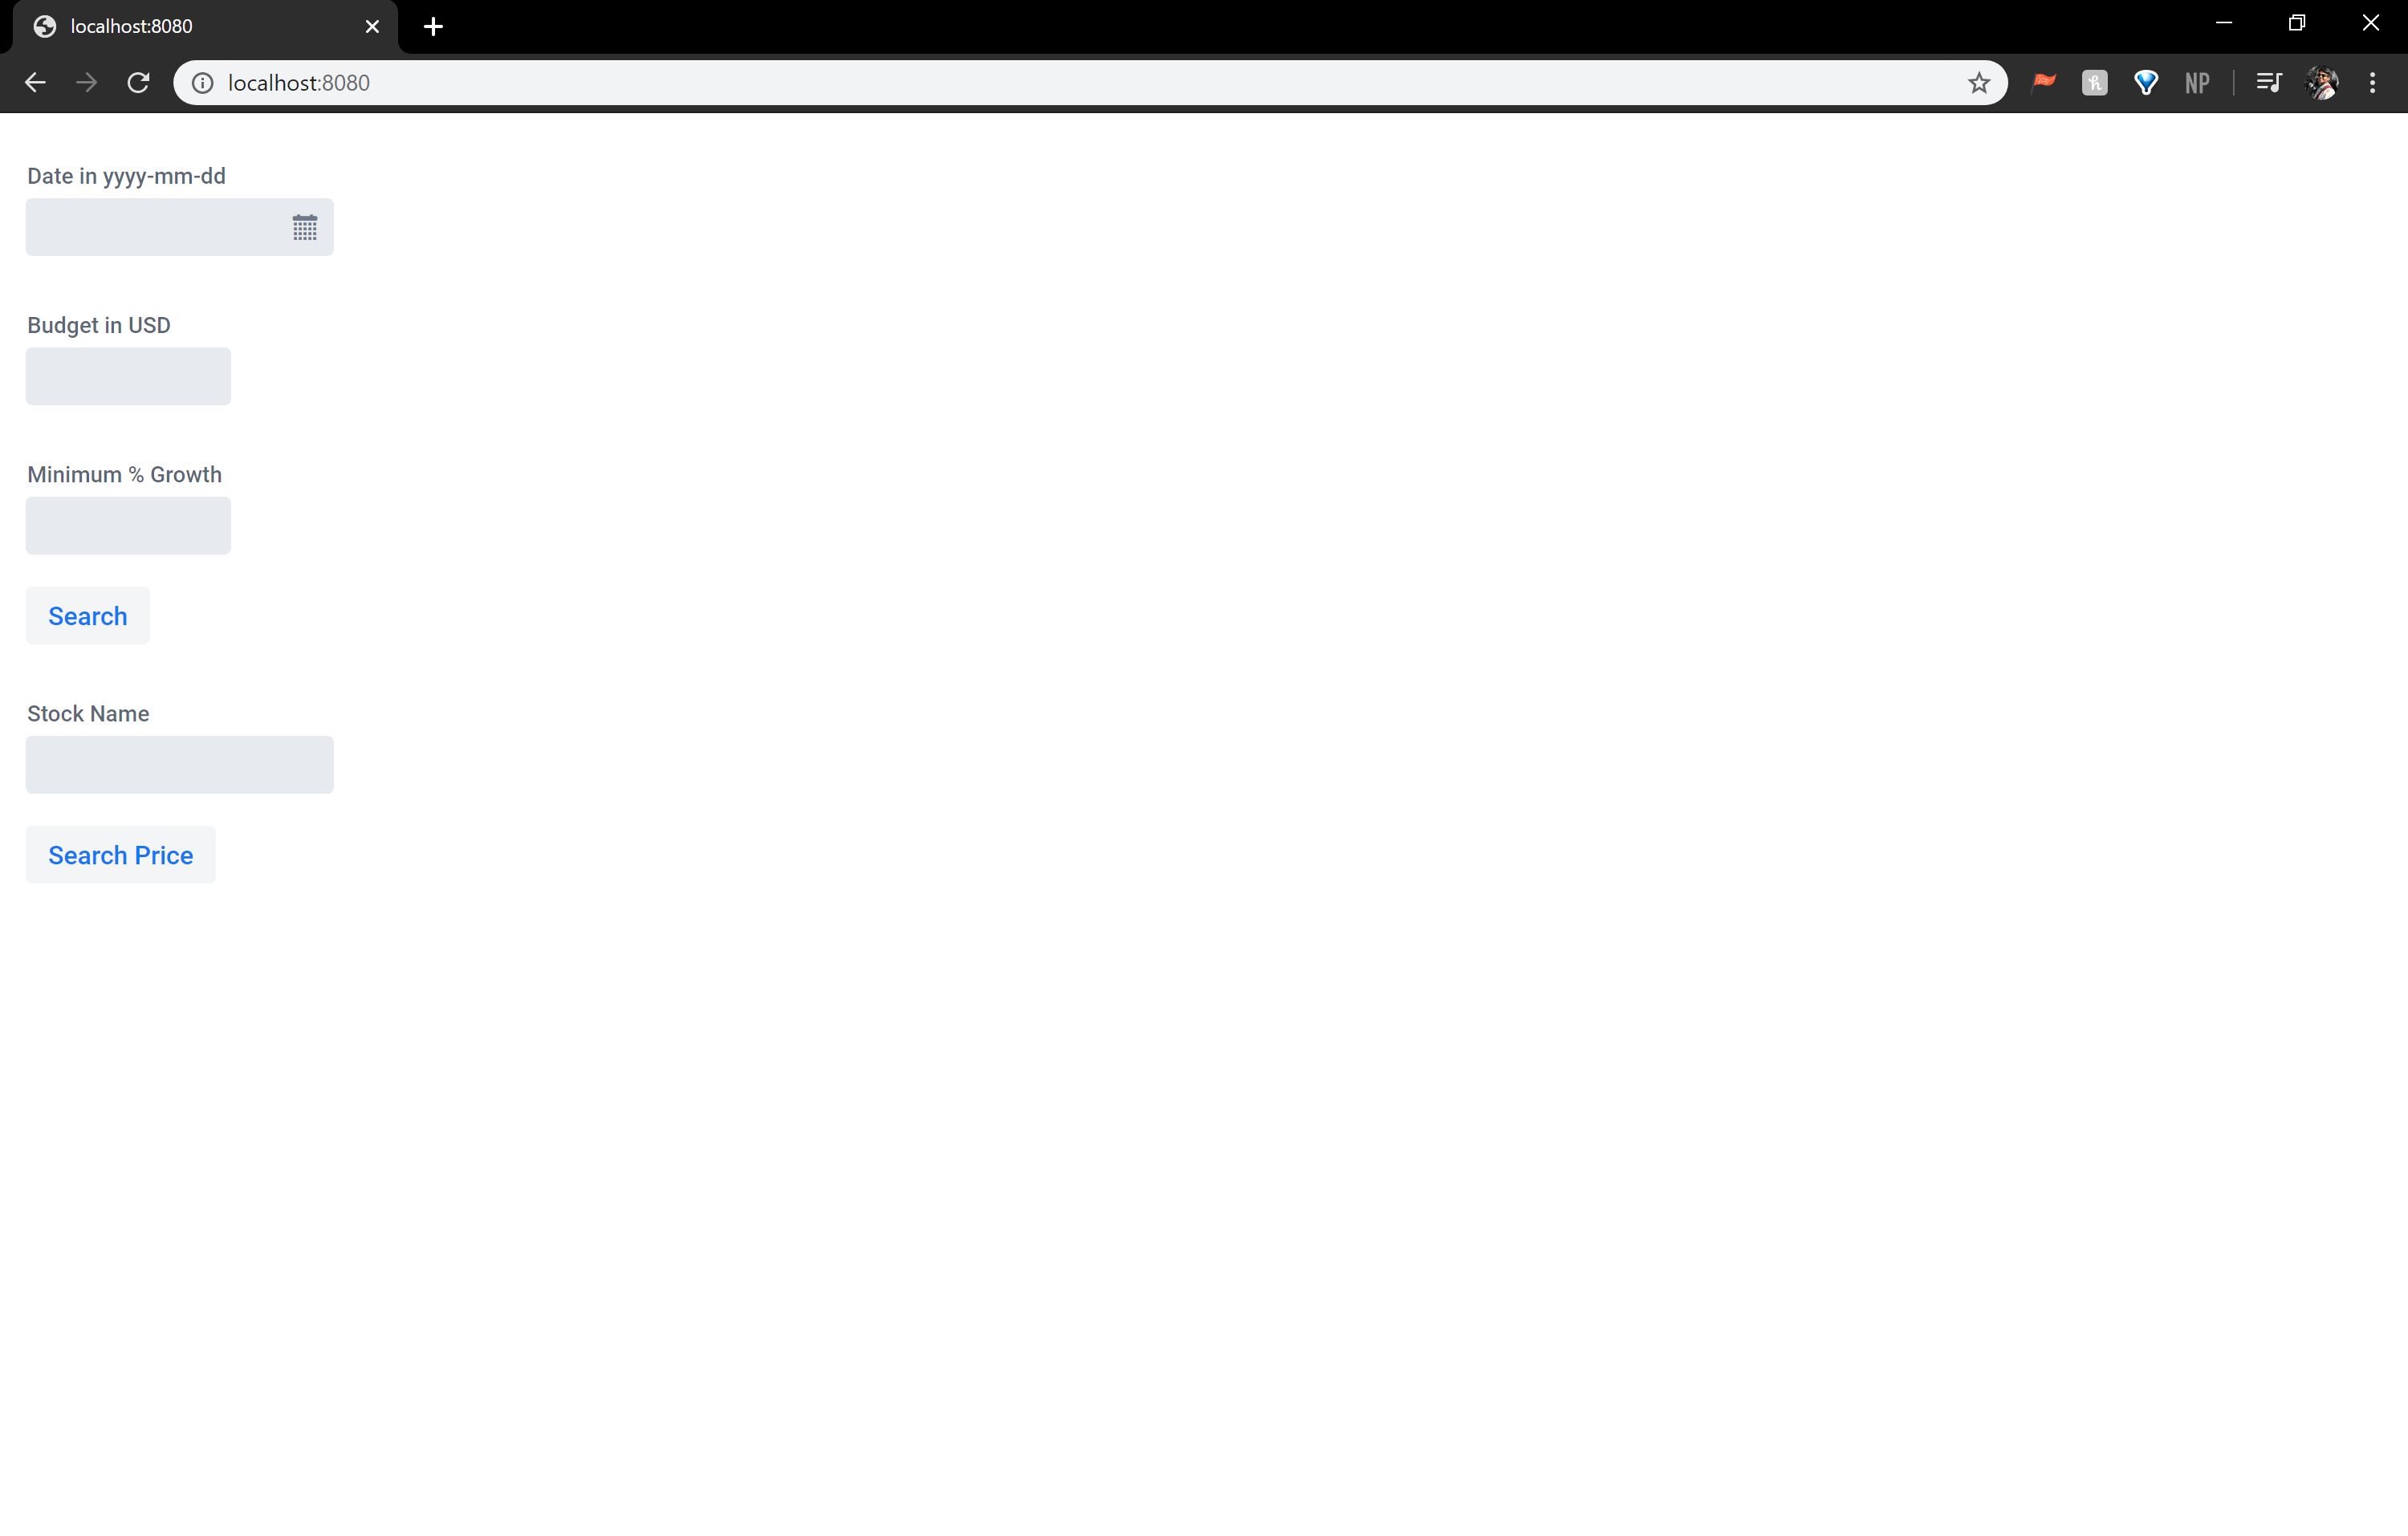 localhost:8080
localhost:8080
NP
Date in yyyy-mm-dd
Budget in USD
Minimum % Growth
Search
Stock Name
Search Price